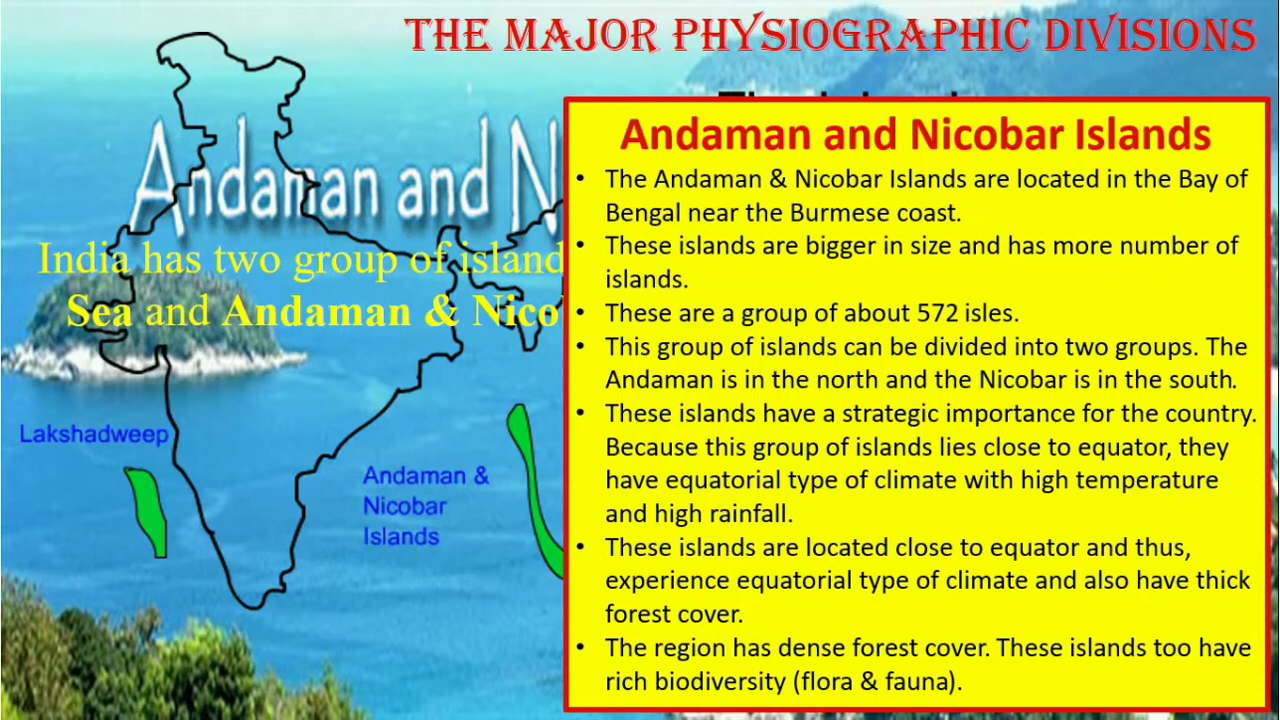 THE MAJOR PHYSIOGRAPHIC DIVISIONS
Andaman and N
India has two group of island
Sea and Andaman & Nico
Lakshadweep
Andaman &
Nicobar
Islands
Andaman and Nicobar Islands
• The Andaman & Nicobar Islands are located in the Bay of
Bengal near the Burmese coast.
• These islands are bigger in size and has more number of
islands.
• These are a group of about 572 isles.
• This group of islands can be divided into two groups. The
Andaman is in the north and the Nicobar is in the south.
• These islands have a strategic importance for the country.
Because this group of islands lies close to equator, they
have equatorial type of climate with high temperature
and high rainfall.
• These islands are located close to equator and thus,
experience equatorial type of climate and also have thick
forest cover.
• The region has dense forest cover. These islands too have
rich biodiversity (flora & fauna).